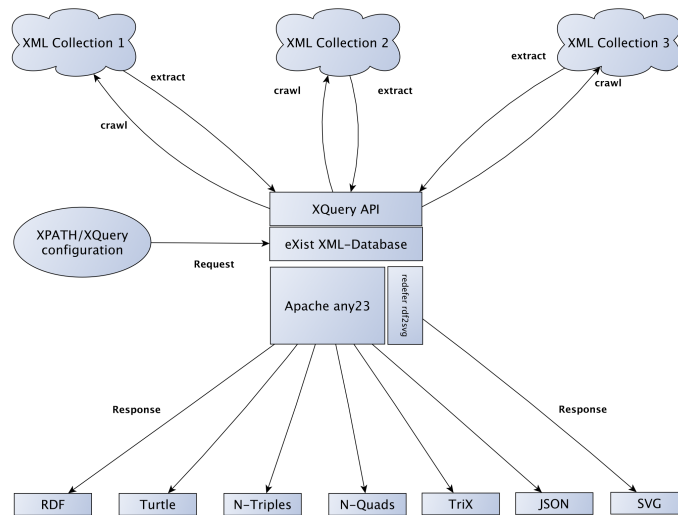 XML Collection 1
XML Collection 2
XML Collection 3
extract
crawl
crawl
extract
extract
crawl
XQuery API
eXist XML-Database
XPATH/XQuery
configuration
Request
Apache any23
redefer rdf2svg
Response
Response
RDF
Turtle
N-Triples
N-Quads
TriX
JSON
SVG